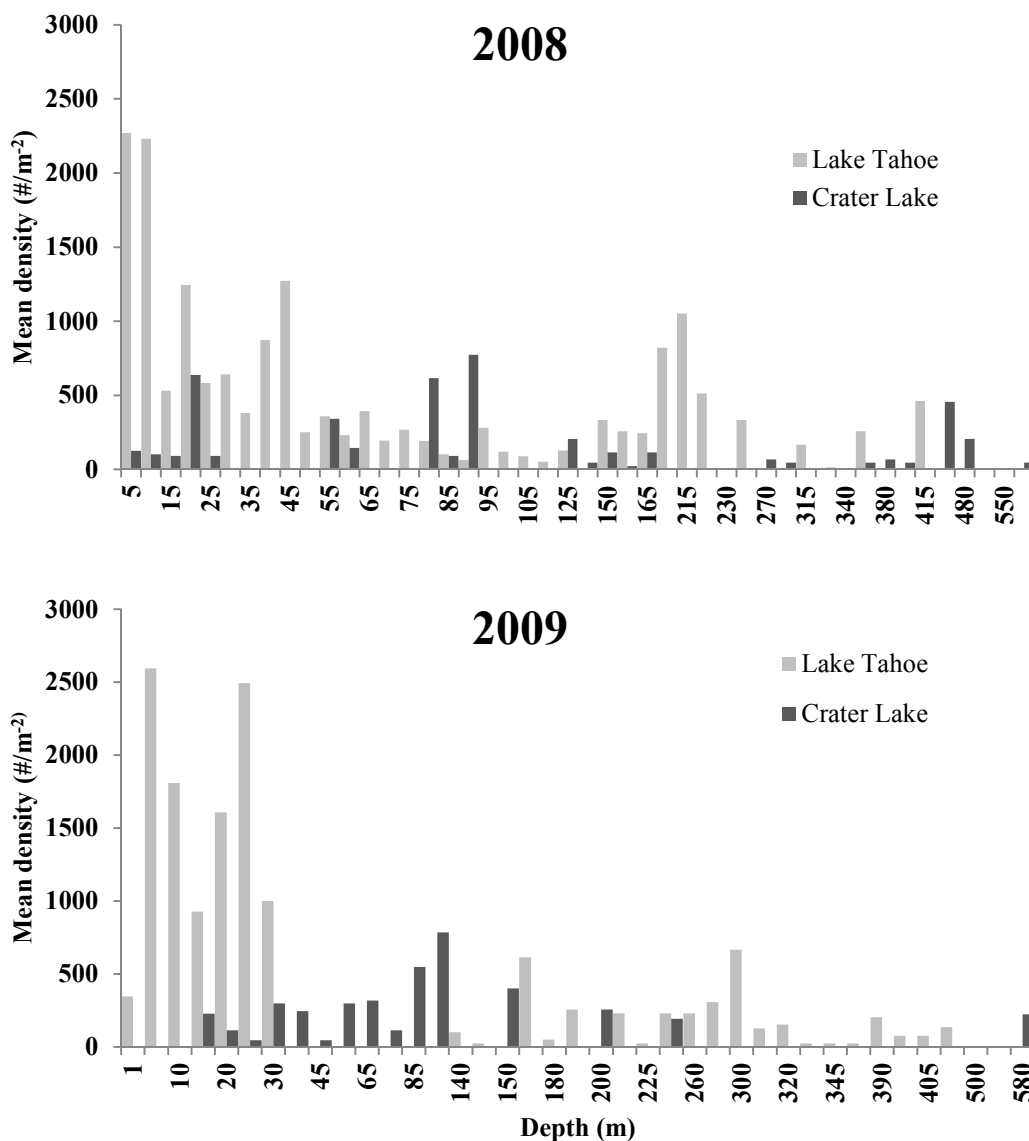 2008
Mean density (#/m-2)
3000
2500
2000
1500
1000
500
0
Lake Tahoe
Crater Lake
5 15 25 35 45 55 65 75 85 95 105 125 150 165 215 230 270 315 340 380 415 480 550
2009
Mean density (#/m-2)
3000
2500
2000
1500
1000
500
0
Lake Tahoe
Crater Lake
1 10 20 30 45 65 85 140 150 180 200 225 260 300 320 345 390 405 500 580
Depth (m)